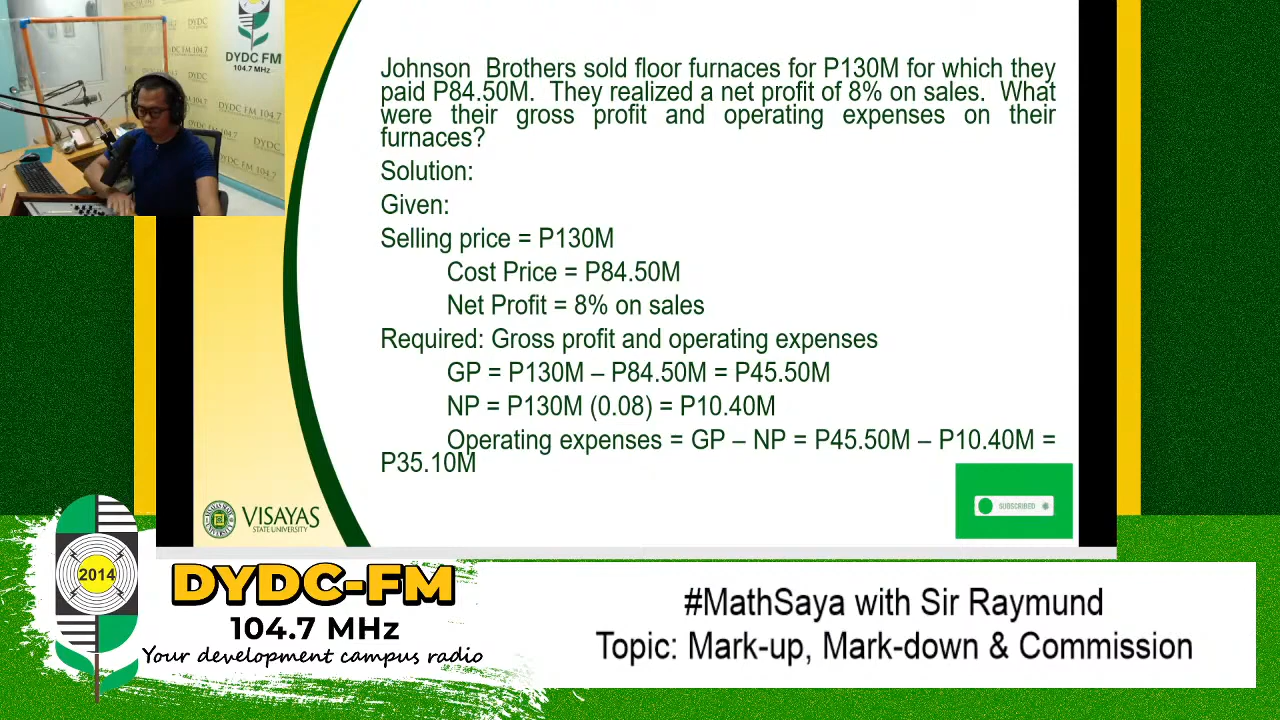 DYDC FM
104.7 MHz
DYDC FM 104.7
Johnson Brothers sold floor furnaces for P130M for which they
paid P84.50M. They realized a net profit of 8% on sales. What
were their gross profit and operating expenses on their
furnaces?
Solution:
Given:
Selling price = P130M
Cost Price = P84.50M
Net Profit = 8% on sales
Required: Gross profit and operating expenses
GP = P130M – P84.50M = P45.50M
NP = P130M (0.08) = P10.40M
Operating expenses = GP – NP = P45.50M – P10.40M =
P35.10M
SUBSCRIBED
VISAYAS
STATE UNIVERSITY
2014
DYDC-FM
104.7 MHz
Your development campus radio
#MathSaya with Sir Raymund
Topic: Mark-up, Mark-down & Commission